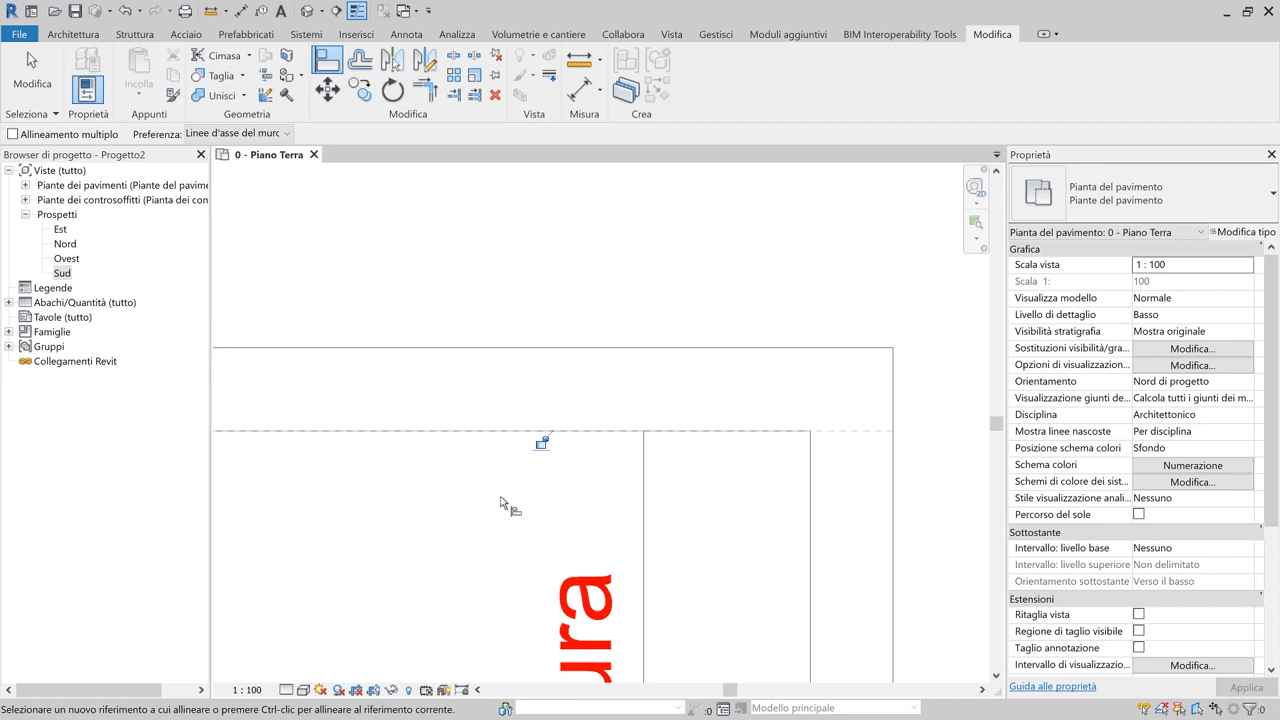 File Architettura Struttura Acciaio Prefabbricati Sistemi Inserisci Annota Analizza Volumetrie e cantiere Collabora Vista Gestisci Moduli aggiuntivi BIM Interoperability Tools Modifica
Cimasa
Taglia
Unisci
Modifica
Incolla
Seleziona Proprietà Appunti Geometria Modifica Vista Misura Crea
Allineamento multiplo Preferenza: Linee d'asse del murc
Browser di progetto - Progetto2
0 - Piano Terra
Proprietà
Viste (tutto)
Piante dei pavimenti (Piante del pavime
Piante dei controsoffitti (Pianta dei con
Prospetti
Est
Nord
Ovest
Sud
Legende
Abachi/Quantità (tutto)
Tavole (tutto)
Famiglie
Gruppi
Collegamenti Revit
2D
ura
Pianta del pavimento
Piante del pavimento
Pianta del pavimento: 0 - Piano Terra Modifica tipo
Grafica
Scala vista 1 : 100
Scala 1: 100
Visualizza modello Normale
Livello di dettaglio Basso
Visibilità stratigrafia Mostra originale
Sostituzioni visibilità/gra... Modifica...
Opzioni di visualizzazion... Modifica...
Orientamento Nord di progetto
Visualizzazione giunti de... Calcola tutti i giunti dei m...
Disciplina Architettonico
Mostra linee nascoste Per disciplina
Posizione schema colori Sfondo
Schema colori Numerazione
Schemi di colore dei sist... Modifica...
Stile visualizzazione anali... Nessuno
Percorso del sole
Sottostante
Intervallo: livello base Nessuno
Intervallo: livello superiore Non delimitato
Orientamento sottostante Verso il basso
Estensioni
Ritaglia vista
Regione di taglio visibile
Taglio annotazione
Intervallo di visualizzazio... Modifica...
Guida alle proprietà Applica
1 : 100
Selezionare un nuovo riferimento a cui allineare o premere Ctrl-clic per allineare al riferimento corrente.
:0
Modello principale
:0